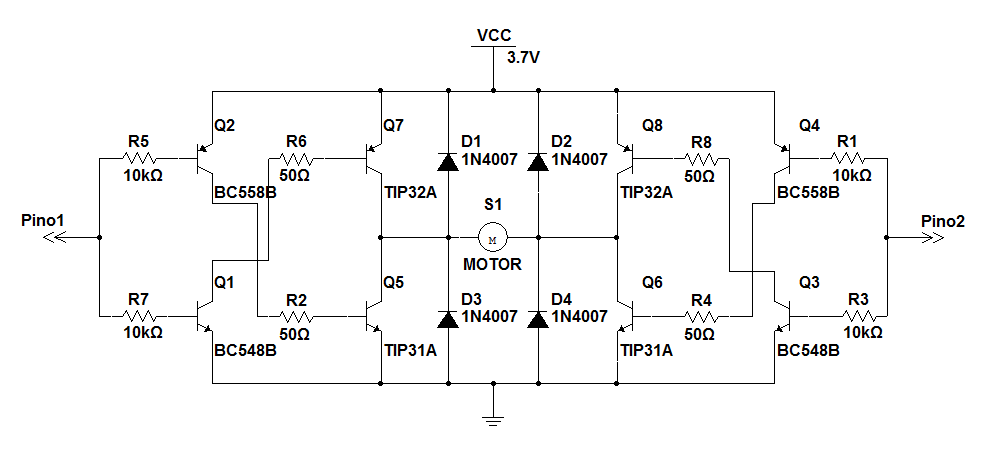 VCC
3.7V
Q2
Q7
Q8
Q4
R5
R6
D1
D2
R8
R1
1N4007
1N4007
10kΩ
50Ω
50Ω
10kΩ
BC558B
TIP32A
TIP32A
BC558B
S1
Pino1
Pino2
M
MOTOR
Q1
Q5
Q6
Q3
R7
R2
D3
D4
R4
R3
1N4007
1N4007
10kΩ
50Ω
50Ω
10kΩ
BC548B
TIP31A
TIP31A
BC548B